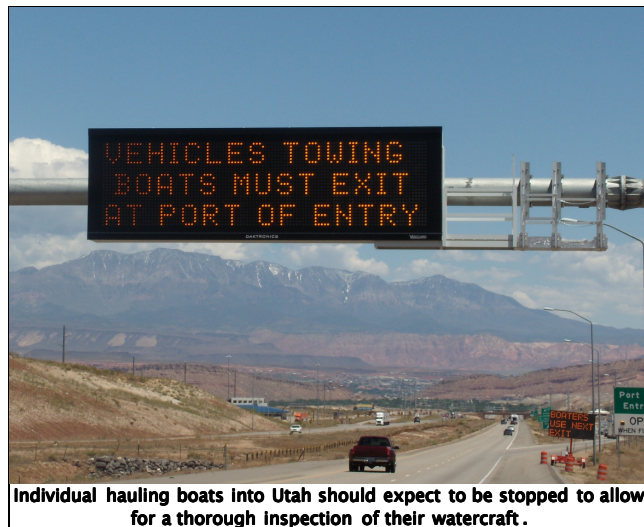 VEHICLES TOWING
BOATS MUST EXIT
AT PORT OF ENTRY
DAKTRONICS
Port
Entr
OP
WHEN F
BOATERS
USE NEXT
EXIT
Individual hauling boats into Utah should expect to be stopped to allow
for a thorough inspection of their watercraft.